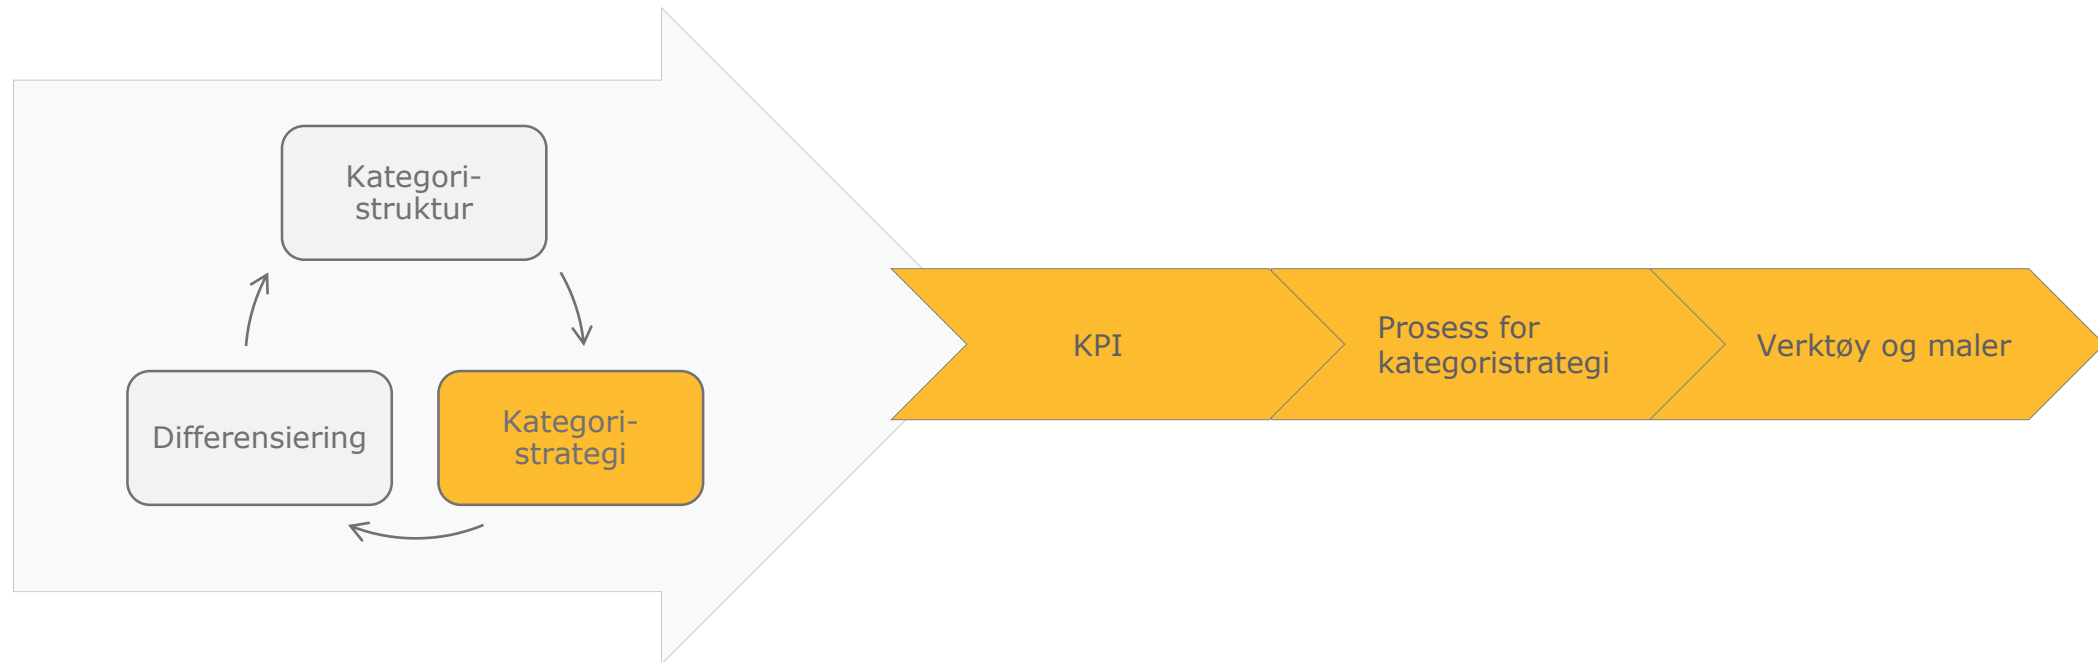 Kategori-
struktur
Differensiering
Kategori-
strategi
KPI
Prosess for
kategoristrategi
Verktøy og maler